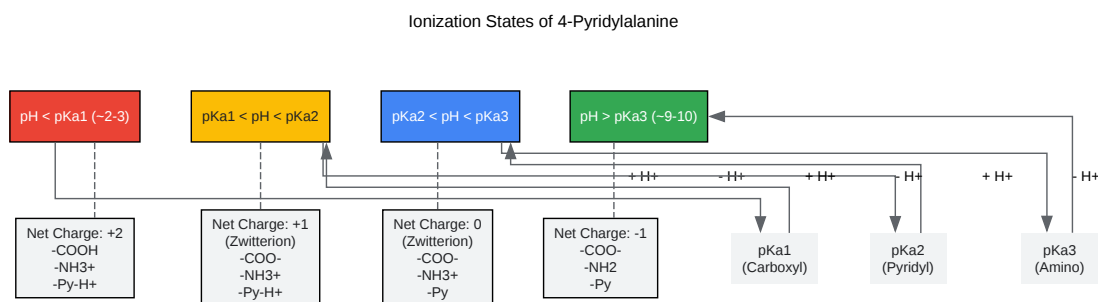 Ionization States of 4-Pyridylalanine
pH < pKa1 (~2-3)
pKa1 < pH < pKa2
pKa2 < pH < pKa3
pH > pKa3 (~9-10)
+ H+
- H+
+ H+
- H+
+ H+
- H+
Net Charge: +2
-COOH
-NH3+
-Py-H+
Net Charge: +1
(Zwitterion)
-COO-
-NH3+
-Py-H+
Net Charge: 0
(Zwitterion)
-COO-
-NH3+
-Py
Net Charge: -1
-COO-
-NH2
-Py
pKa1
(Carboxyl)
pKa2
(Pyridyl)
pKa3
(Amino)